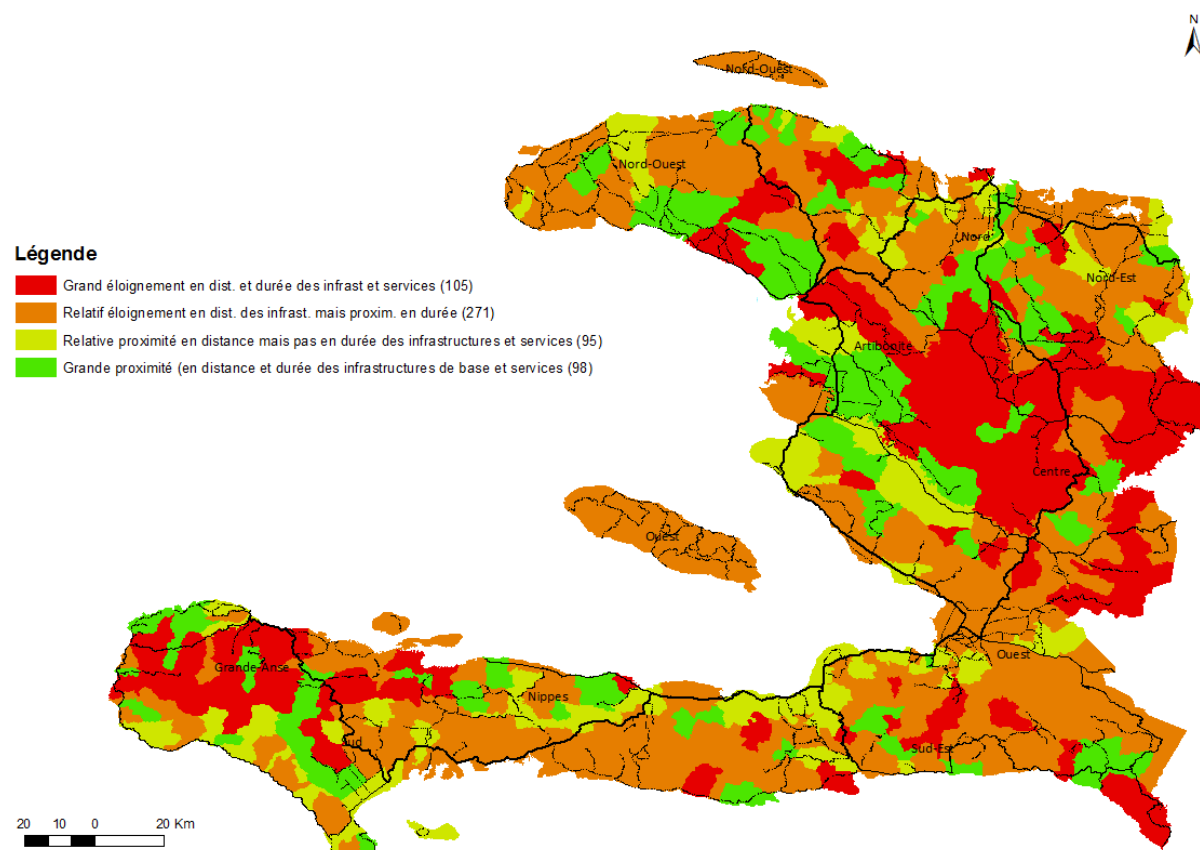 N
Nord-Ouest
Nord-Ouest
Nord
Nord-Est
Légende
Grand éloignement en dist. et durée des infrast et services (105)
Relatif éloignement en dist. des infrast. mais proxim. en durée (271)
Relative proximité en distance mais pas en durée des infrastructures et services (95)
Grande proximité (en distance et durée des infrastructures de base et services (98)
Artibonite
Centre
Ouest
Ouest
Grande-Anse
Nippes
Sud
Sud-Est
20 10 0 20 Km